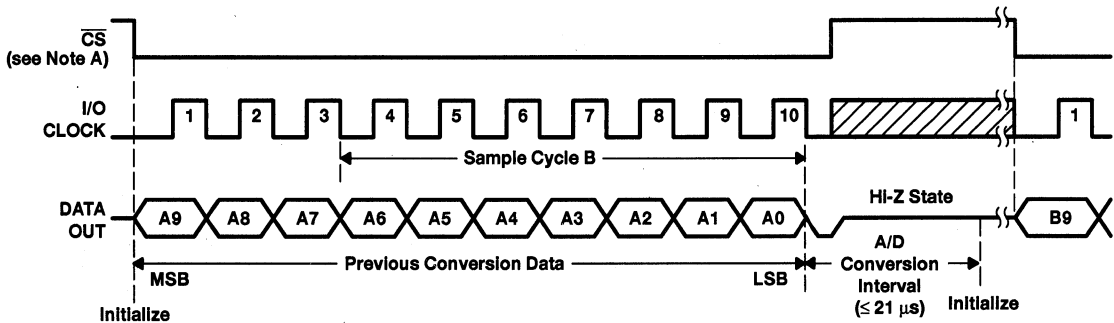 CS
(see Note A)
I/O
CLOCK
1 2 3 4 5 6 7 8 9 10 1
Sample Cycle B
DATA
OUT
A9 A8 A7 A6 A5 A4 A3 A2 A1 A0 B9
Hi-Z State
Previous Conversion Data
MSB
LSB
A/D
Conversion
Interval
(≤ 21 μs)
Initialize
Initialize